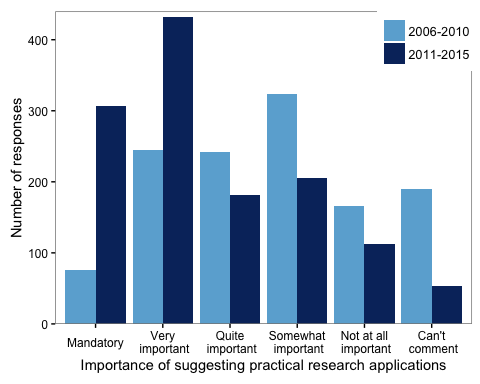 2006-2010
2011-2015
Number of responses
400
300
200
100
0
Mandatory
Very important
Quite important
Somewhat important
Not at all important
Can't comment
Importance of suggesting practical research applications